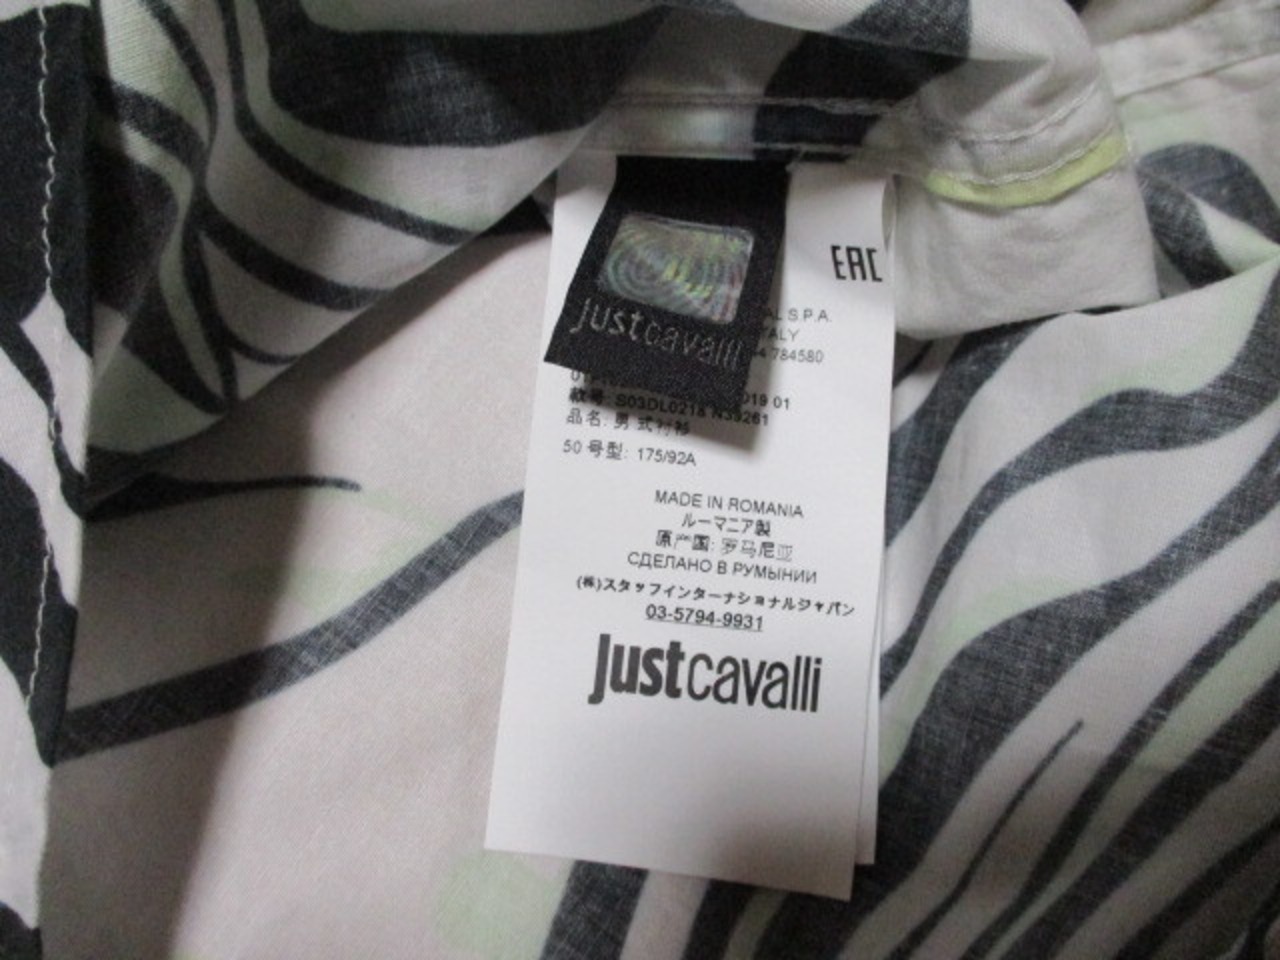 EAC
justcavalli
S.P.A.
784580
01
款号: S03DL0218 N39261
品名: 男 式衬衫
50 号型: 175/92A
MADE IN ROMANIA
ルーマニア製
原产国: 罗马尼亚
СДЕЛАНО В РУМЫНИИ
(株)スタッフインターナショナルジャパン
03-5794-9931
justcavalli